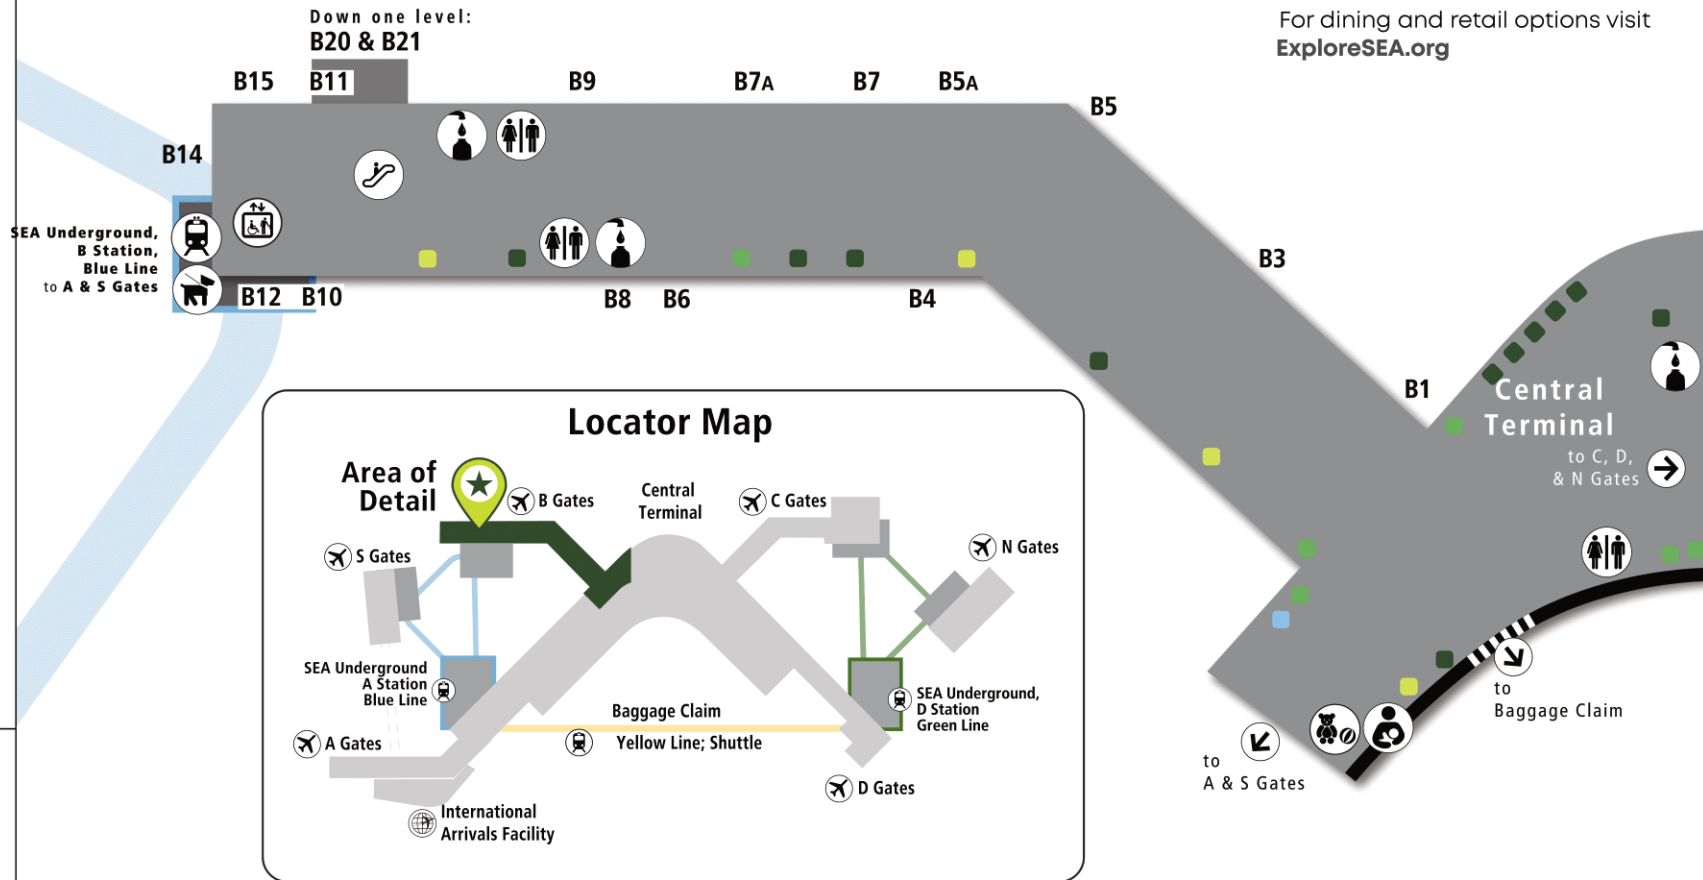 Down one level:
B20 & B21
For dining and retail options visit
ExploreSEA.org
B15
B11
B9
B7A
B7
B5A
B5
B14
SEA Underground,
B Station,
Blue Line
to A & S Gates
B12
B10
B8
B6
B4
B3
B1
Central
Terminal
to C, D,
& N Gates
to
Baggage Claim
to
A & S Gates
Locator Map
Area of
Detail
B Gates
Central
Terminal
C Gates
S Gates
N Gates
SEA Underground
A Station
Blue Line
SEA Underground,
D Station
Green Line
Baggage Claim
Yellow Line; Shuttle
A Gates
D Gates
International
Arrivals Facility